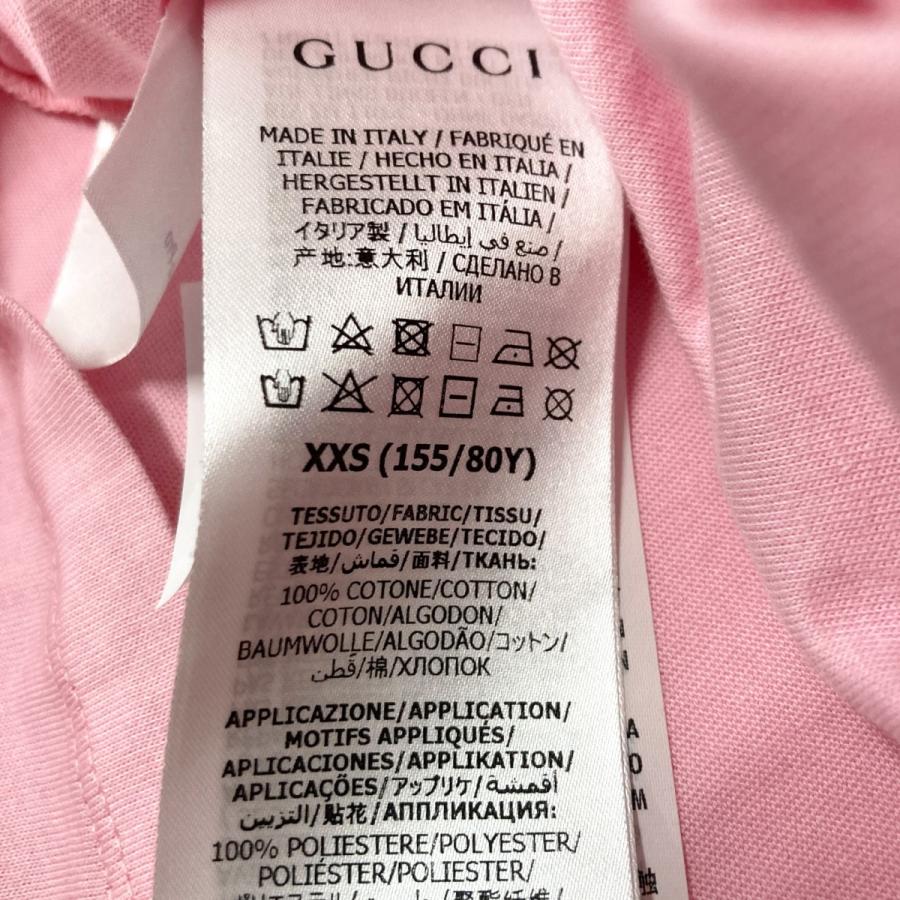 GUCCI
MADE IN ITALY / FABRIQUÉ EN
ITALIE / HECHO EN ITALIA /
HERGESTELLT IN ITALIEN /
FABRICADO EM ITÁLIA /
イタリア製 / صنع في إيطاليا /
产地:意大利 / СДЕЛАНО В
ИТАЛИИ
XXS (155/80Y)
TESSUTO/FABRIC/TISSU/
TEJIDO/GEWEBE/TECIDO/
表地/قماش/面料/ТКАНЬ:
100% COTONE/COTTON/
COTON/ALGODON/
BAUMWOLLE/ALGODÃO/コットン/
قطن/棉/ХЛОПОК
APPLICAZIONE/APPLICATION/
MOTIFS APPLIQUÉS/
APLICACIONES/APPLIKATION/
APLICAÇÕES/アップリケ/أقمشة
التزيين/贴花/АППЛИКАЦИЯ:
100% POLIESTERE/POLYESTER/
POLIÉSTER/POLYESTER/
POLIÉSTER/